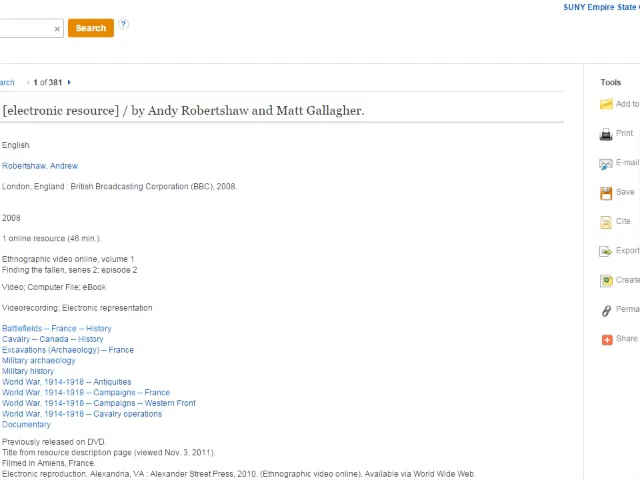 SUNY Empire State
× Search ?
arch 1 of 381
Tools
[electronic resource] / by Andy Robertshaw and Matt Gallagher.
Add to
Print
English
E-mail
Robertshaw, Andrew
London, England : British Broadcasting Corporation (BBC), 2008.
Save
2008
Cite
1 online resource (46 min.).
Export
Ethnographic video online, volume 1
Finding the fallen, series 2; episode 2
Create
Video; Computer File; eBook
Videorecording; Electronic representation
Perma
Battlefields -- France -- History
Cavalry -- Canada -- History
Share
Excavations (Archaeology) -- France
Military archaeology
Military history
World War, 1914-1918 -- Antiquities
World War, 1914-1918 -- Campaigns -- France
World War, 1914-1918 -- Campaigns -- Western Front
World War, 1914-1918 -- Cavalry operations
Documentary
Previously released on DVD.
Title from resource description page (viewed Nov. 3, 2011).
Filmed in Amiens, France.
Electronic reproduction. Alexandria, VA : Alexander Street Press, 2010. (Ethnographic video online). Available via World Wide Web.